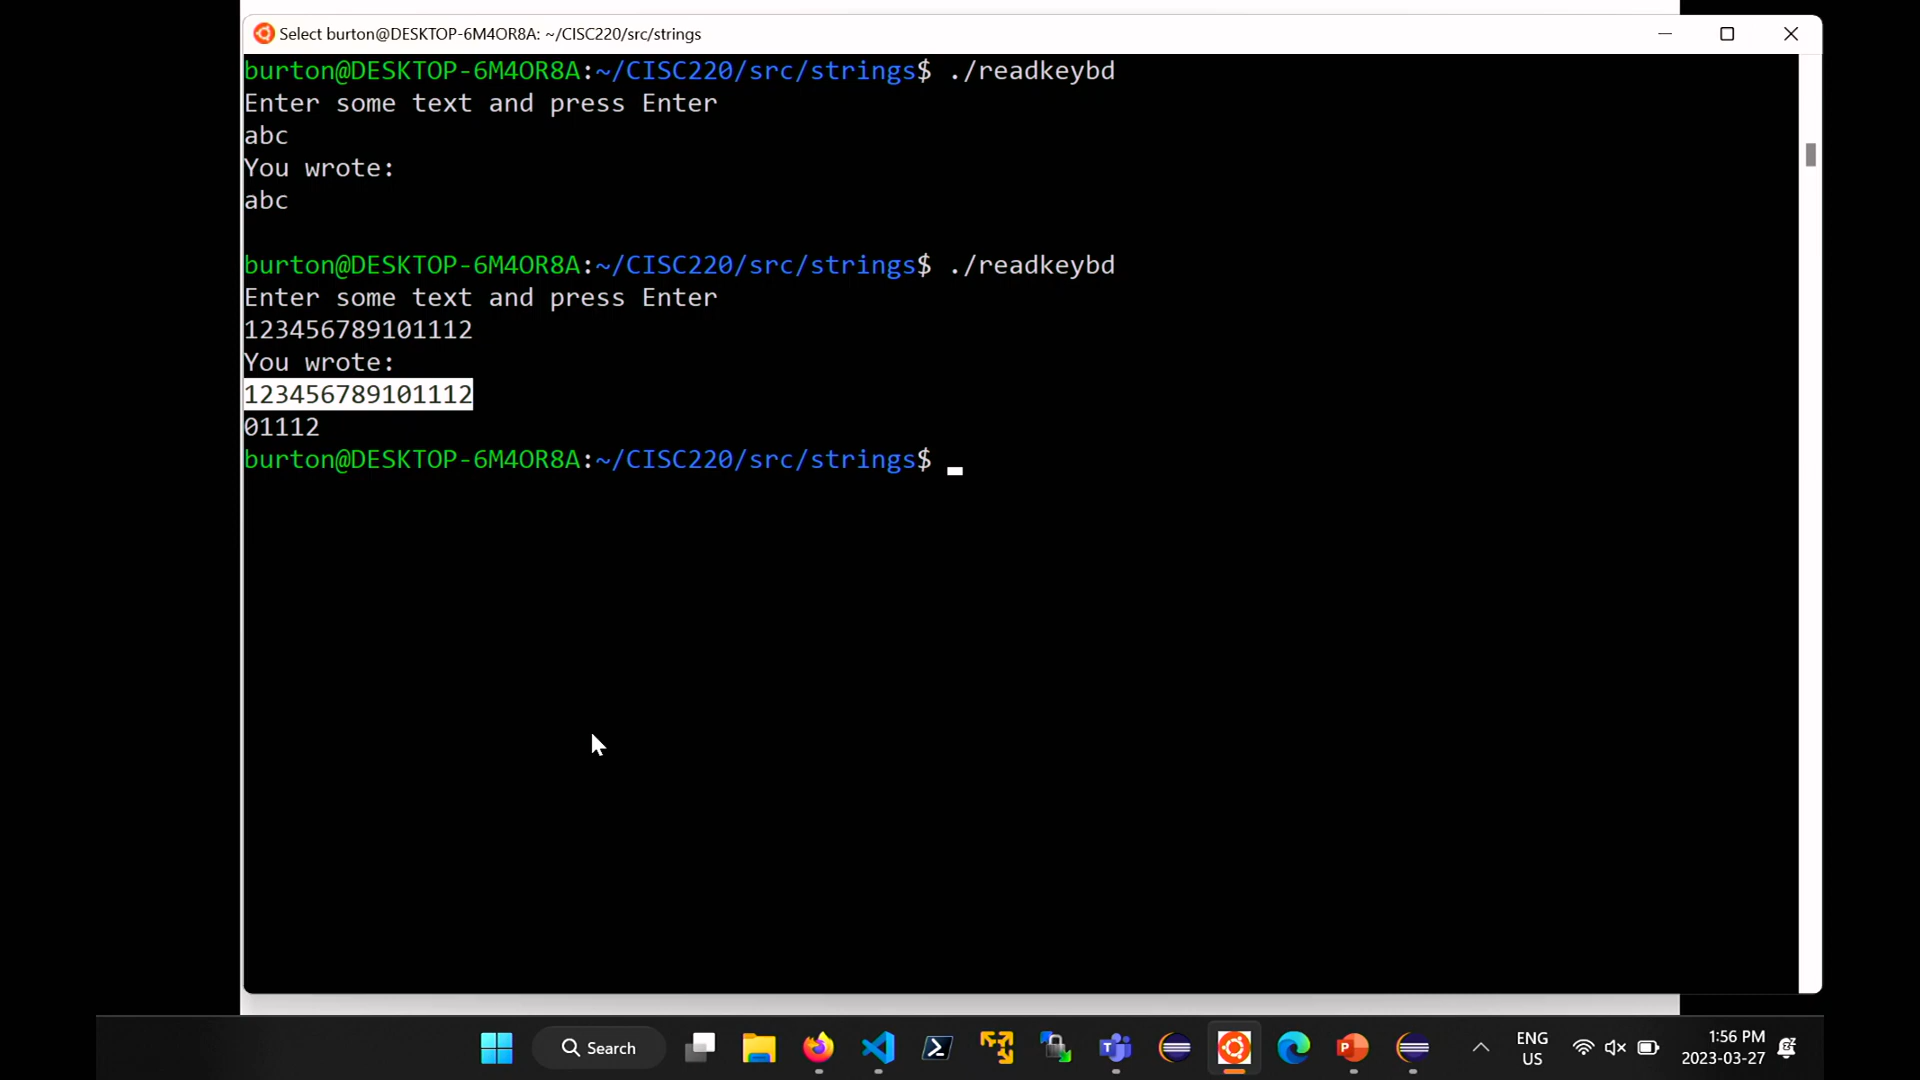 Select burton@DESKTOP-6M4OR8A: ~/CISC220/src/strings
burton@DESKTOP-6M4OR8A:~/CISC220/src/strings$ ./readkeybd
Enter some text and press Enter
abc
You wrote:
abc
burton@DESKTOP-6M4OR8A:~/CISC220/src/strings$ ./readkeybd
Enter some text and press Enter
123456789101112
You wrote:
123456789101112
01112
burton@DESKTOP-6M4OR8A:~/CISC220/src/strings$
Search
ENG
US
1:56 PM
2023-03-27